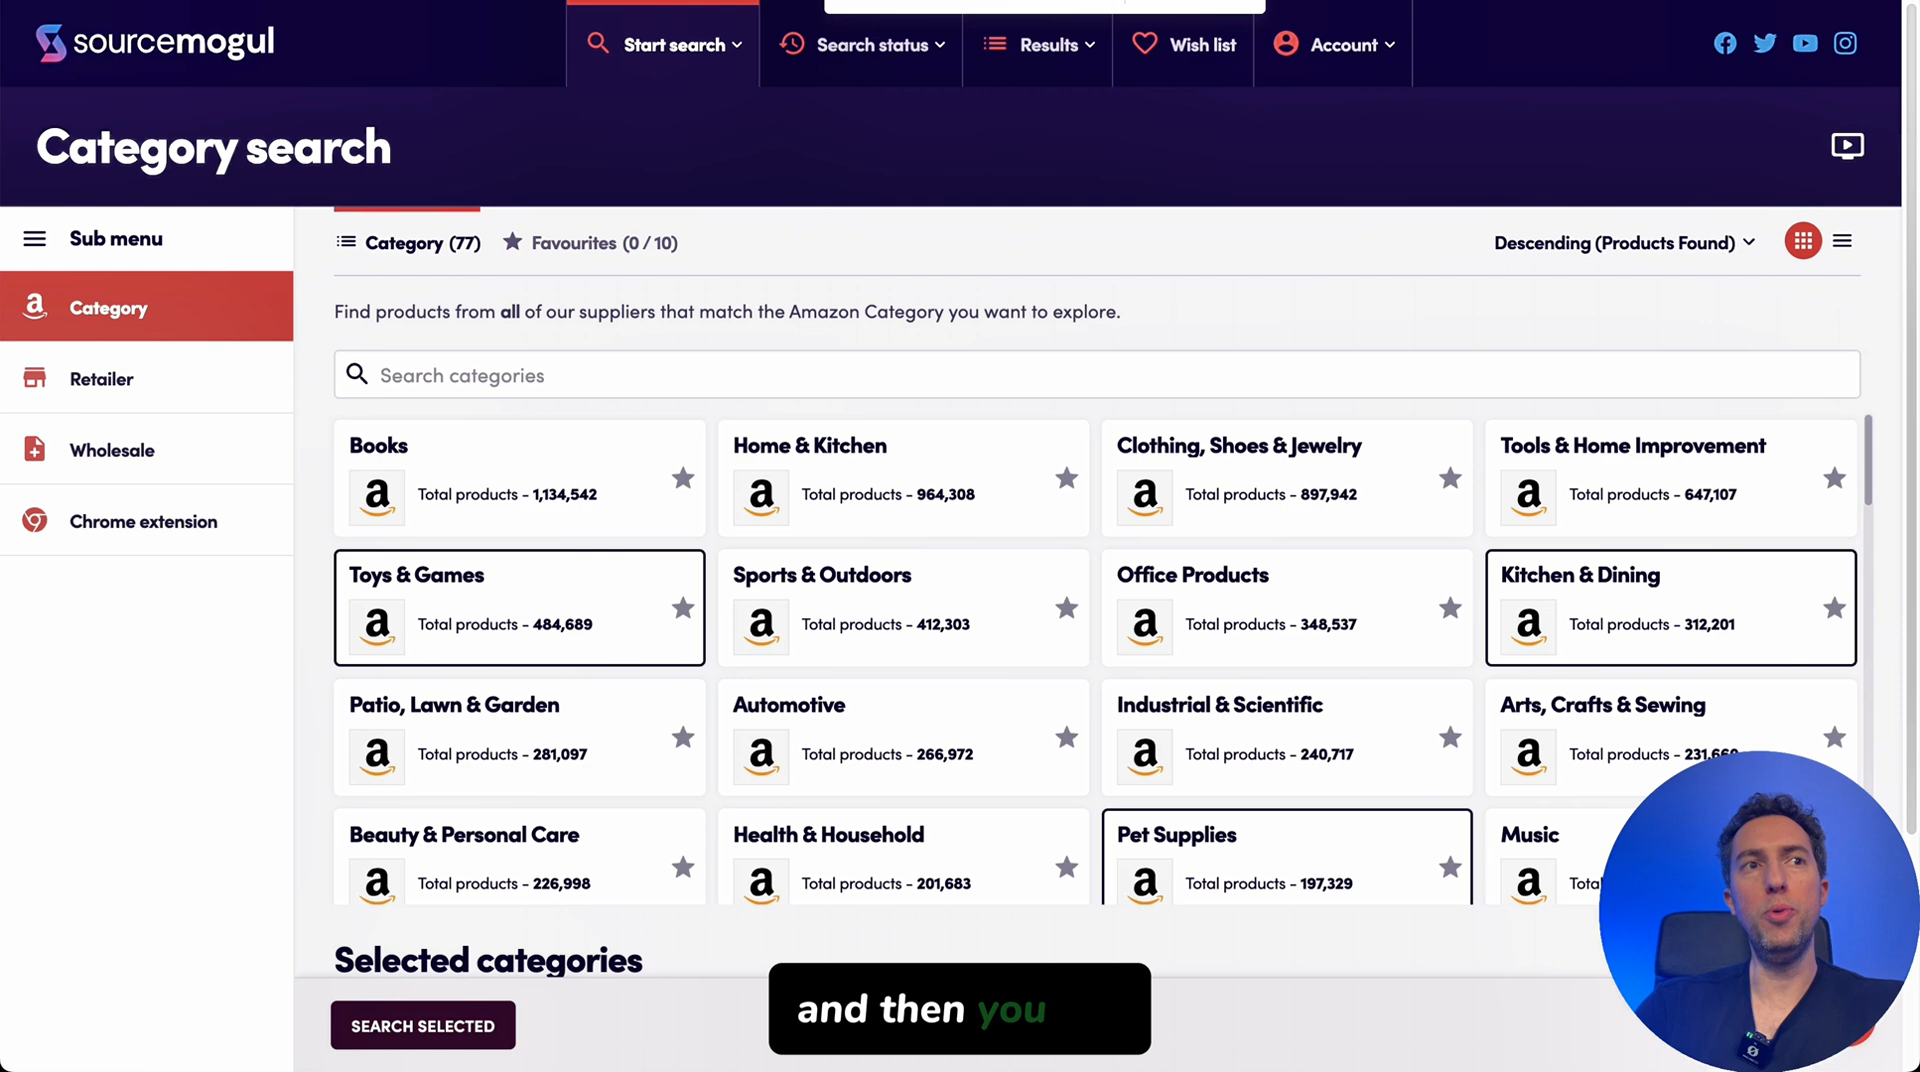 sourcemogul
Start search
Search status
Results
Wish list
Account
Category search
Sub menu
Category
Retailer
Wholesale
Chrome extension
Category (77)
Favourites (0 / 10)
Descending (Products Found)
Find products from all of our suppliers that match the Amazon Category you want to explore.
Search categories
Books
Total products - 1,134,542
Home & Kitchen
Total products - 964,308
Clothing, Shoes & Jewelry
Total products - 897,942
Tools & Home Improvement
Total products - 647,107
Toys & Games
Total products - 484,689
Sports & Outdoors
Total products - 412,303
Office Products
Total products - 348,537
Kitchen & Dining
Total products - 312,201
Patio, Lawn & Garden
Total products - 281,097
Automotive
Total products - 266,972
Industrial & Scientific
Total products - 240,717
Arts, Crafts & Sewing
Total products -
Beauty & Personal Care
Total products - 226,998
Health & Household
Total products - 201,683
Pet Supplies
Total products - 197,329
Music
Selected categories
SEARCH SELECTED
and then you